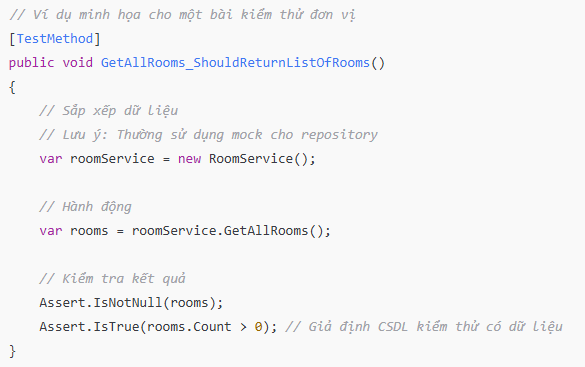 // Ví dụ minh họa cho một bài kiểm thử đơn vị
[TestMethod]
public void GetAllRooms_ShouldReturnListOfRooms()
{
    // Sắp xếp dữ liệu
    // Lưu ý: Thường sử dụng mock cho repository
    var roomService = new RoomService();

    // Hành động
    var rooms = roomService.GetAllRooms();

    // Kiểm tra kết quả
    Assert.IsNotNull(rooms);
    Assert.IsTrue(rooms.Count > 0); // Giả định CSDL kiểm thử có dữ liệu
}